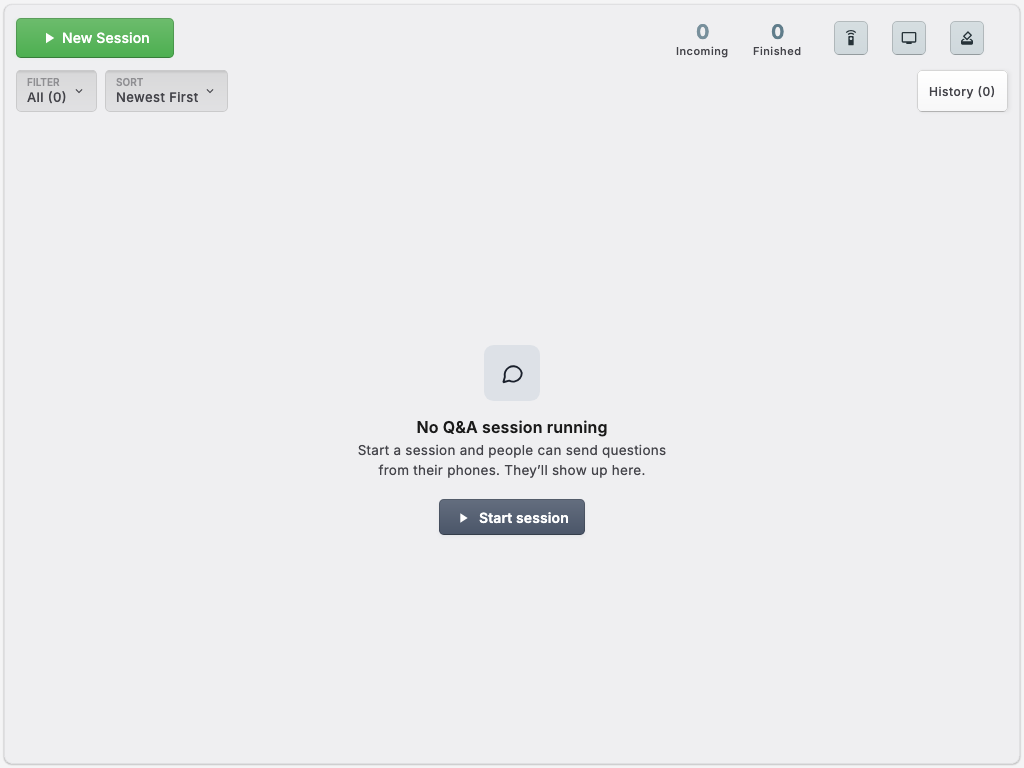 New Session
0
Incoming
0
Finished
FILTER
All (0)
SORT
Newest First
History (0)
No Q&A session running
Start a session and people can send questions
from their phones. They’ll show up here.
Start session